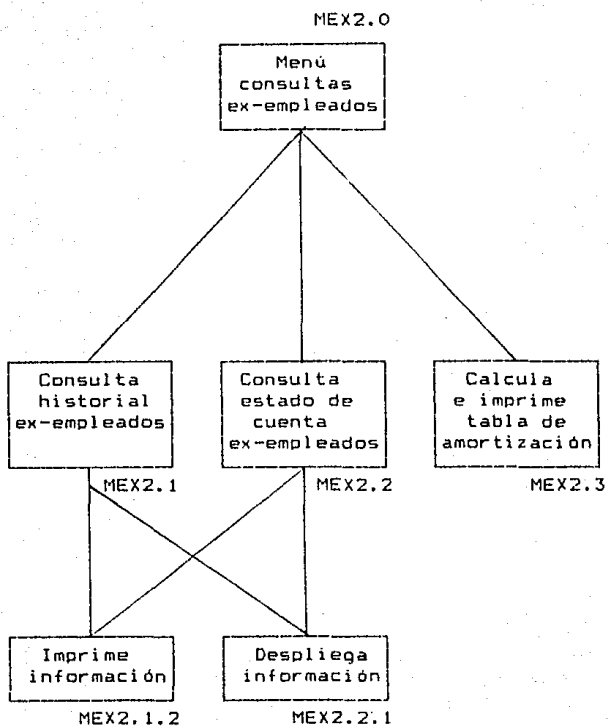 MEX2.0
Menú
consultas
ex-empleados
Consulta
historial
ex-empleados
MEX2.1
Consulta
estado de
cuenta
ex-empleados
MEX2.2
Calcula
e imprime
tabla de
amortización
MEX2.3
Imprime
información
MEX2.1.2
Despliega
información
MEX2.2.1